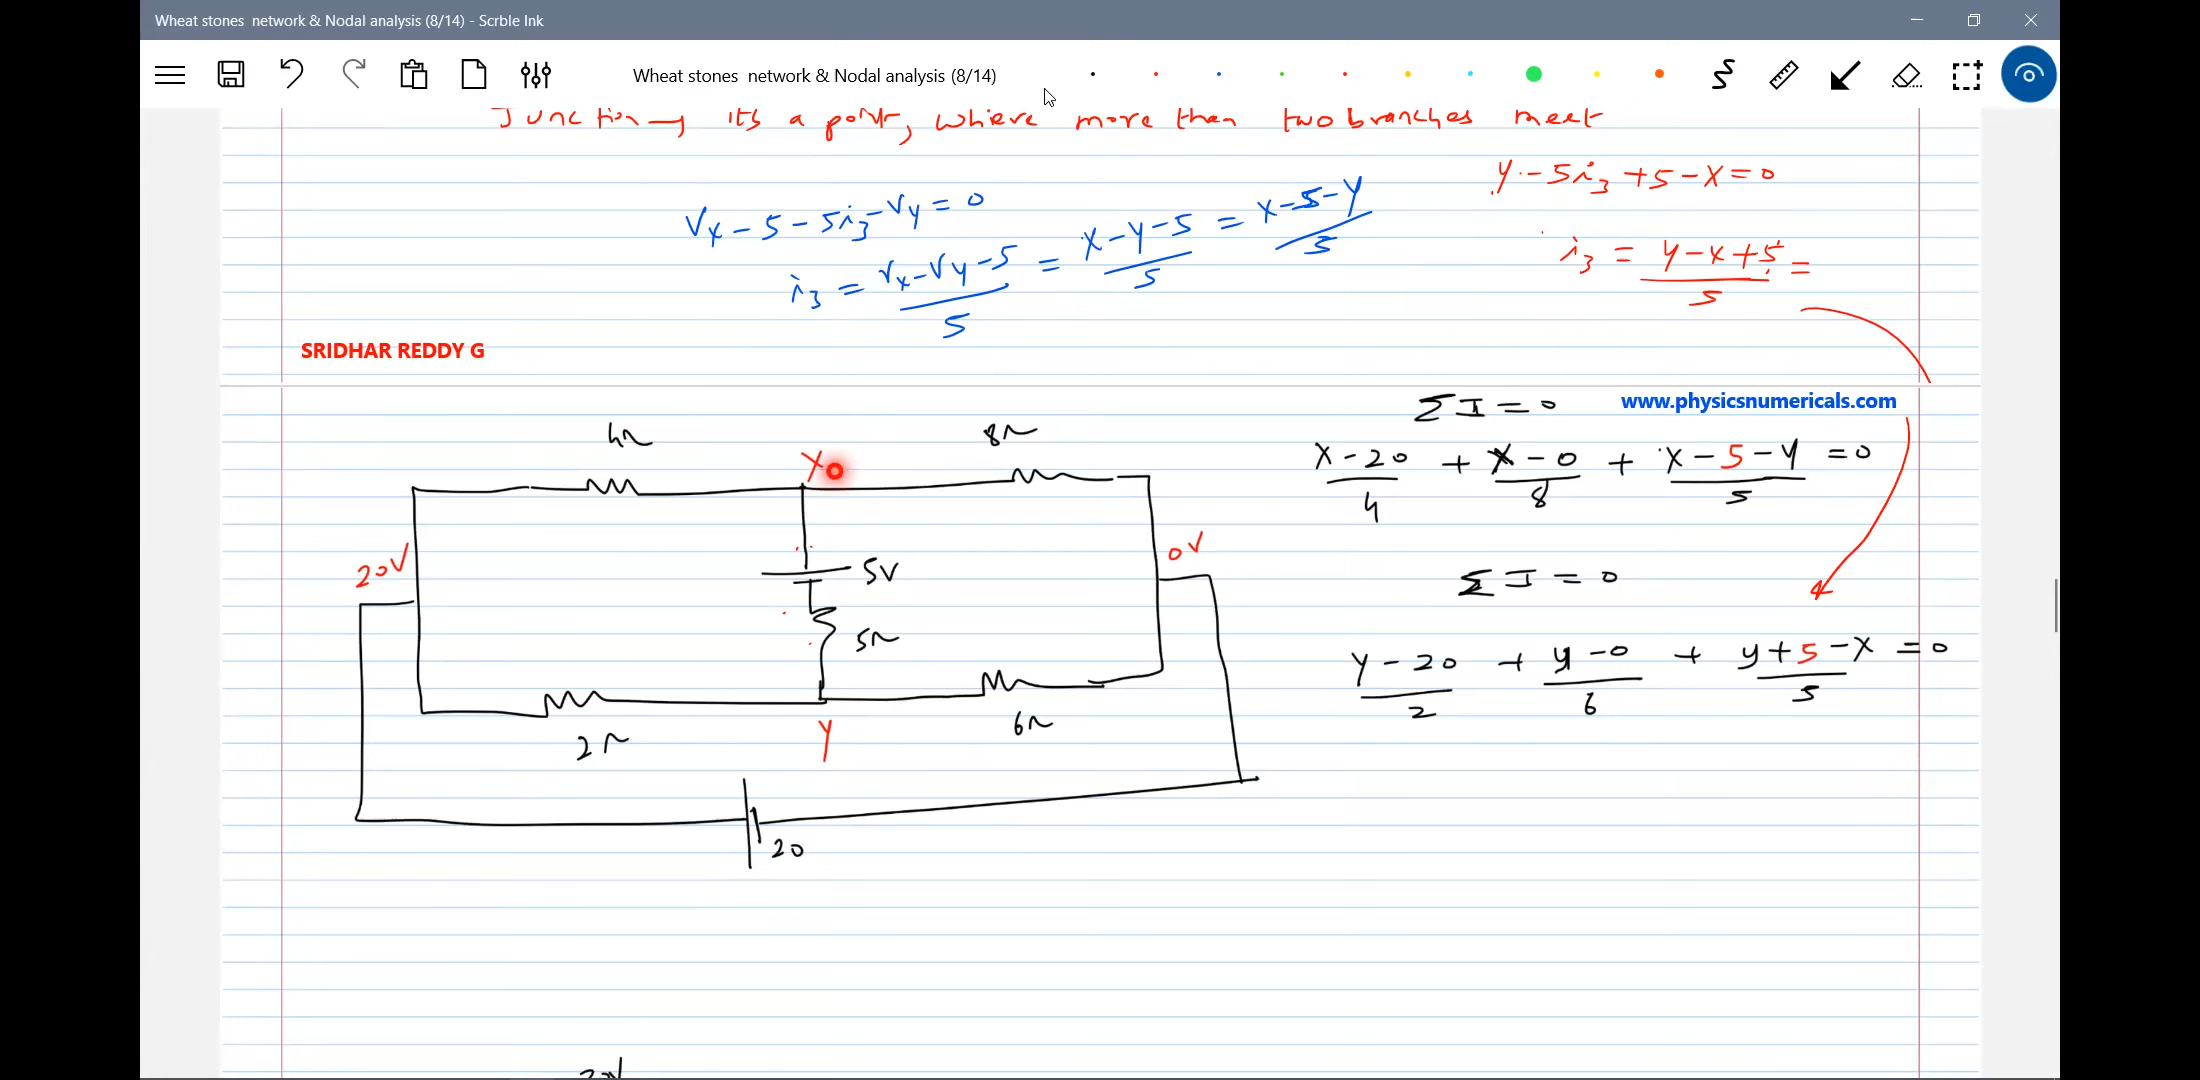 Wheat stones network & Nodal analysis (8/14) - Scrble Ink
Wheat stones network & Nodal analysis (8/14)
Junction → its a point, where more than two branches meet
y - 5i₃ + 5 - x = 0
Vx - 5 - 5i₃ - Vy = 0
i₃ = (Vx - Vy - 5)/5 = (x - y - 5)/5 = (x - 5 - y)/5
i₃ = (y - x + 5)/5 =
SRIDHAR REDDY G
www.physicsnumericals.com
ΣI = 0
(x - 20)/4 + (x - 0)/8 + (x - 5 - y)/5 = 0
ΣI = 0
(y - 20)/2 + (y - 0)/6 + (y + 5 - x)/5 = 0
4Ω
8Ω
X
20V
5V
0V
5Ω
2Ω
Y
6Ω
20